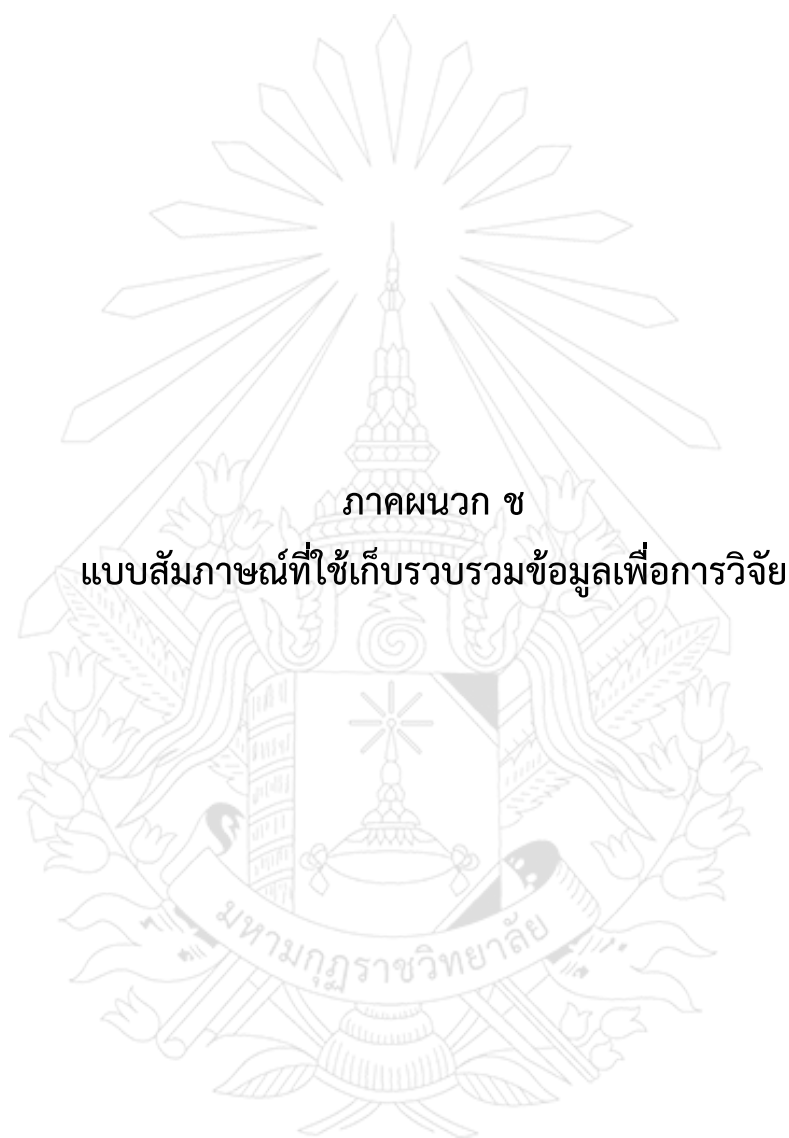 ภาคผนวก ช
แบบสัมภาษณ์ที่ใช้เก็บรวบรวมข้อมูลเพื่อการวิจัย
มหามกุฏราชวิทยาลัย